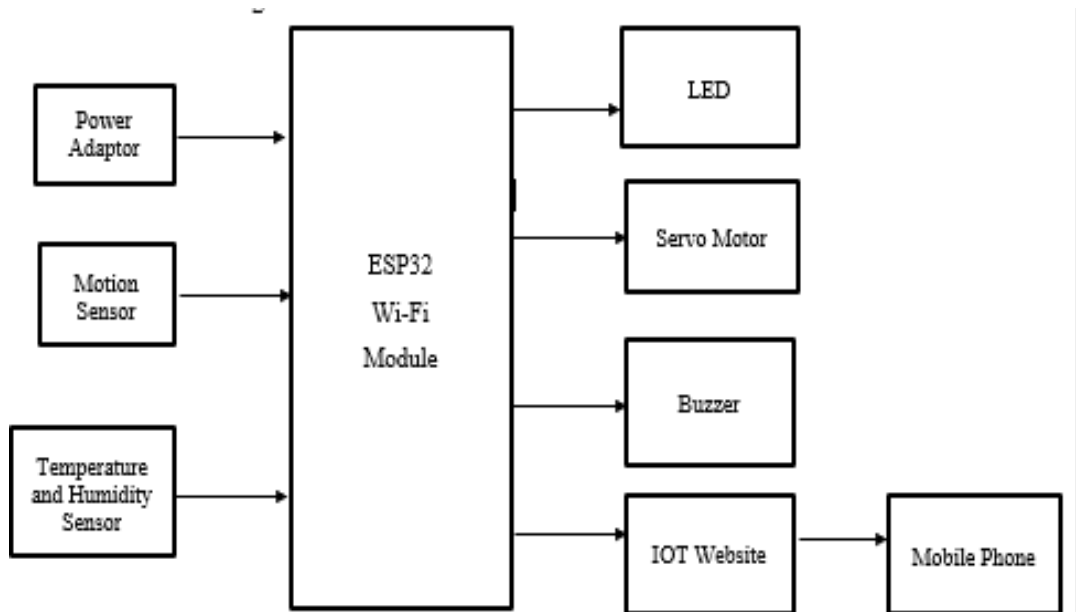 Power
Adaptor
Motion
Sensor
Temperature
and Humidity
Sensor
ESP32
Wi-Fi
Module
LED
Servo Motor
Buzzer
IOT Website
Mobile Phone